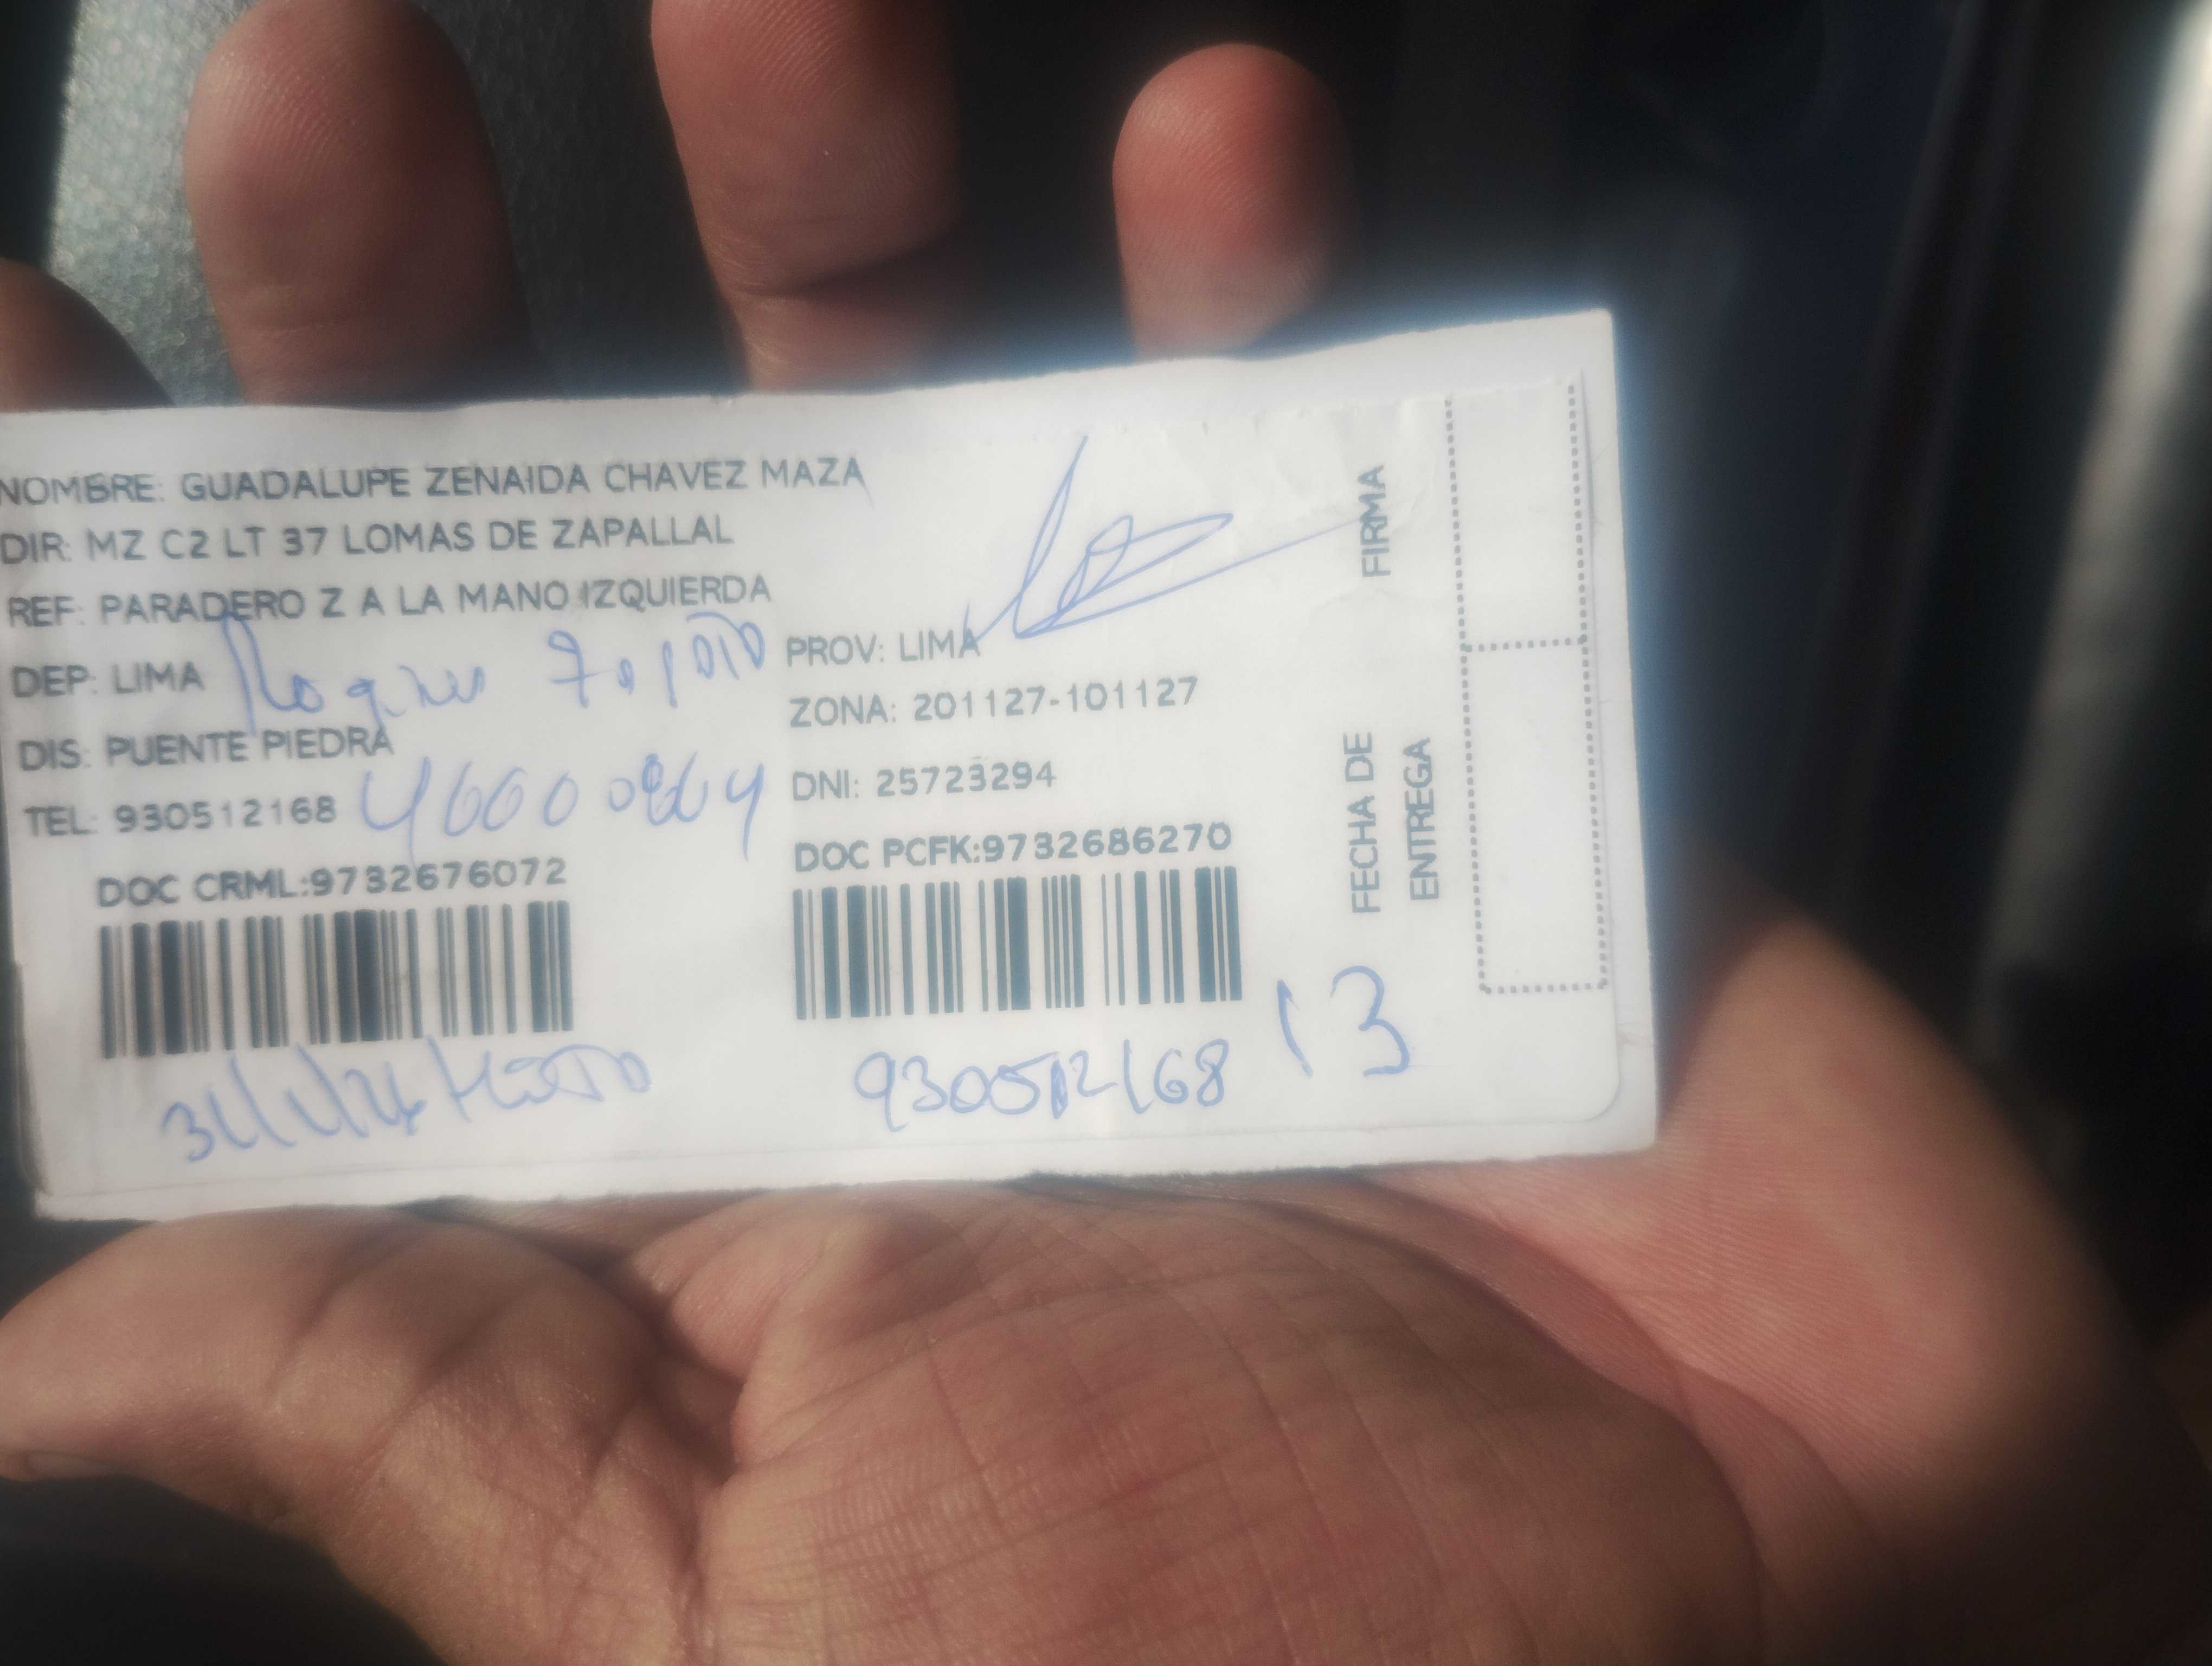 NOMBRE: GUADALUPE ZENAIDA CHAVEZ MAZA
DIR: MZ C2 LT 37 LOMAS DE ZAPALLAL
REF: PARADERO Z A LA MANO IZQUIERDA
DEP: LIMA
PROV: LIMA
ZONA: 201127-101127
DIS: PUENTE PIEDRA
TEL: 930512168
DNI: 25723294
DOC CRML:9732676072
DOC PCFK:9732686270
930512168
13
FIRMA
FECHA DE
ENTREGA